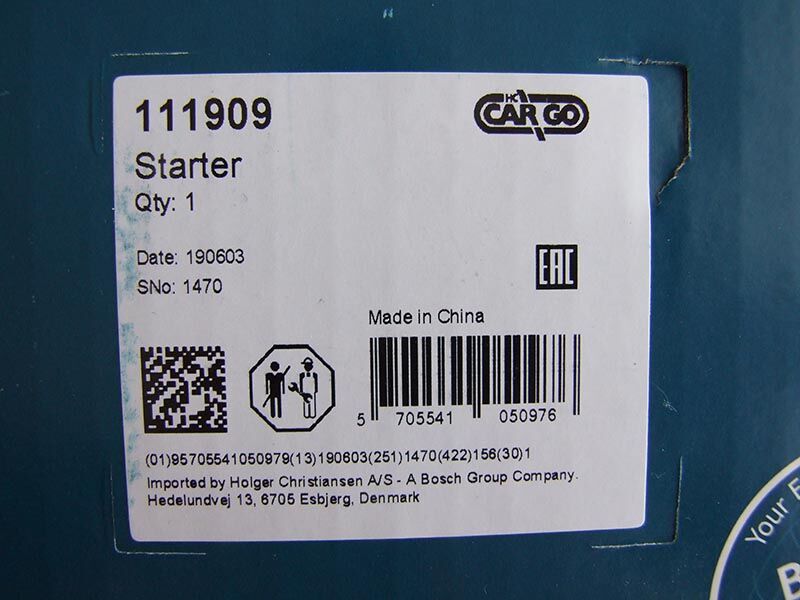 111909
HC
CARGO
Starter
Qty: 1
Date: 190603
SNo: 1470
EAC
Made in China
5 705541 050976
(01)95705541050979(13)190603(251)1470(422)156(30)1
Imported by Holger Christiansen A/S - A Bosch Group Company.
Hedelundvej 13, 6705 Esbjerg, Denmark
Your